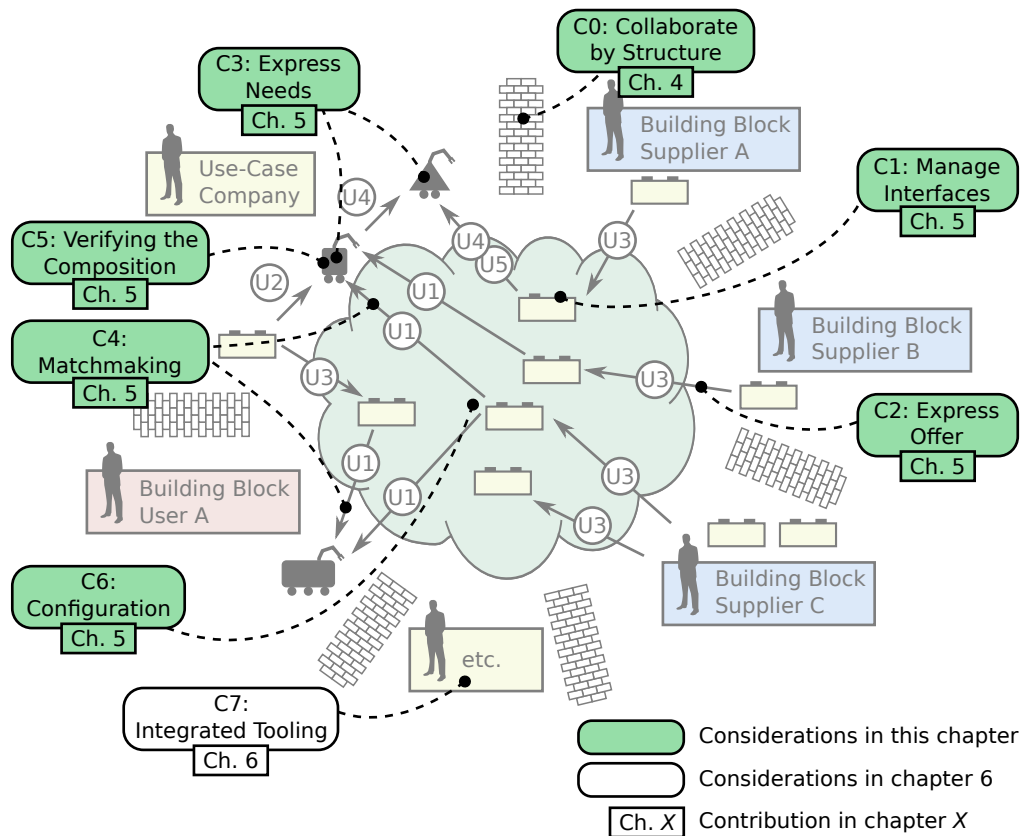 C0: Collaborate
by Structure
Ch. 4
C3: Express
Needs
Ch. 5
Building Block
Supplier A
Use-Case
Company
C1: Manage
Interfaces
Ch. 5
U4
U3
U4
U5
C5: Verifying the
Composition
Ch. 5
U2
U1
U1
Building Block
Supplier B
C4:
Matchmaking
Ch. 5
U3
U3
C2: Express
Offer
Ch. 5
U1
U1
U3
U3
Building Block
User A
C6:
Configuration
Ch. 5
Building Block
Supplier C
etc.
C7:
Integrated Tooling
Ch. 6
Considerations in this chapter
Considerations in chapter 6
Ch. X
Contribution in chapter X